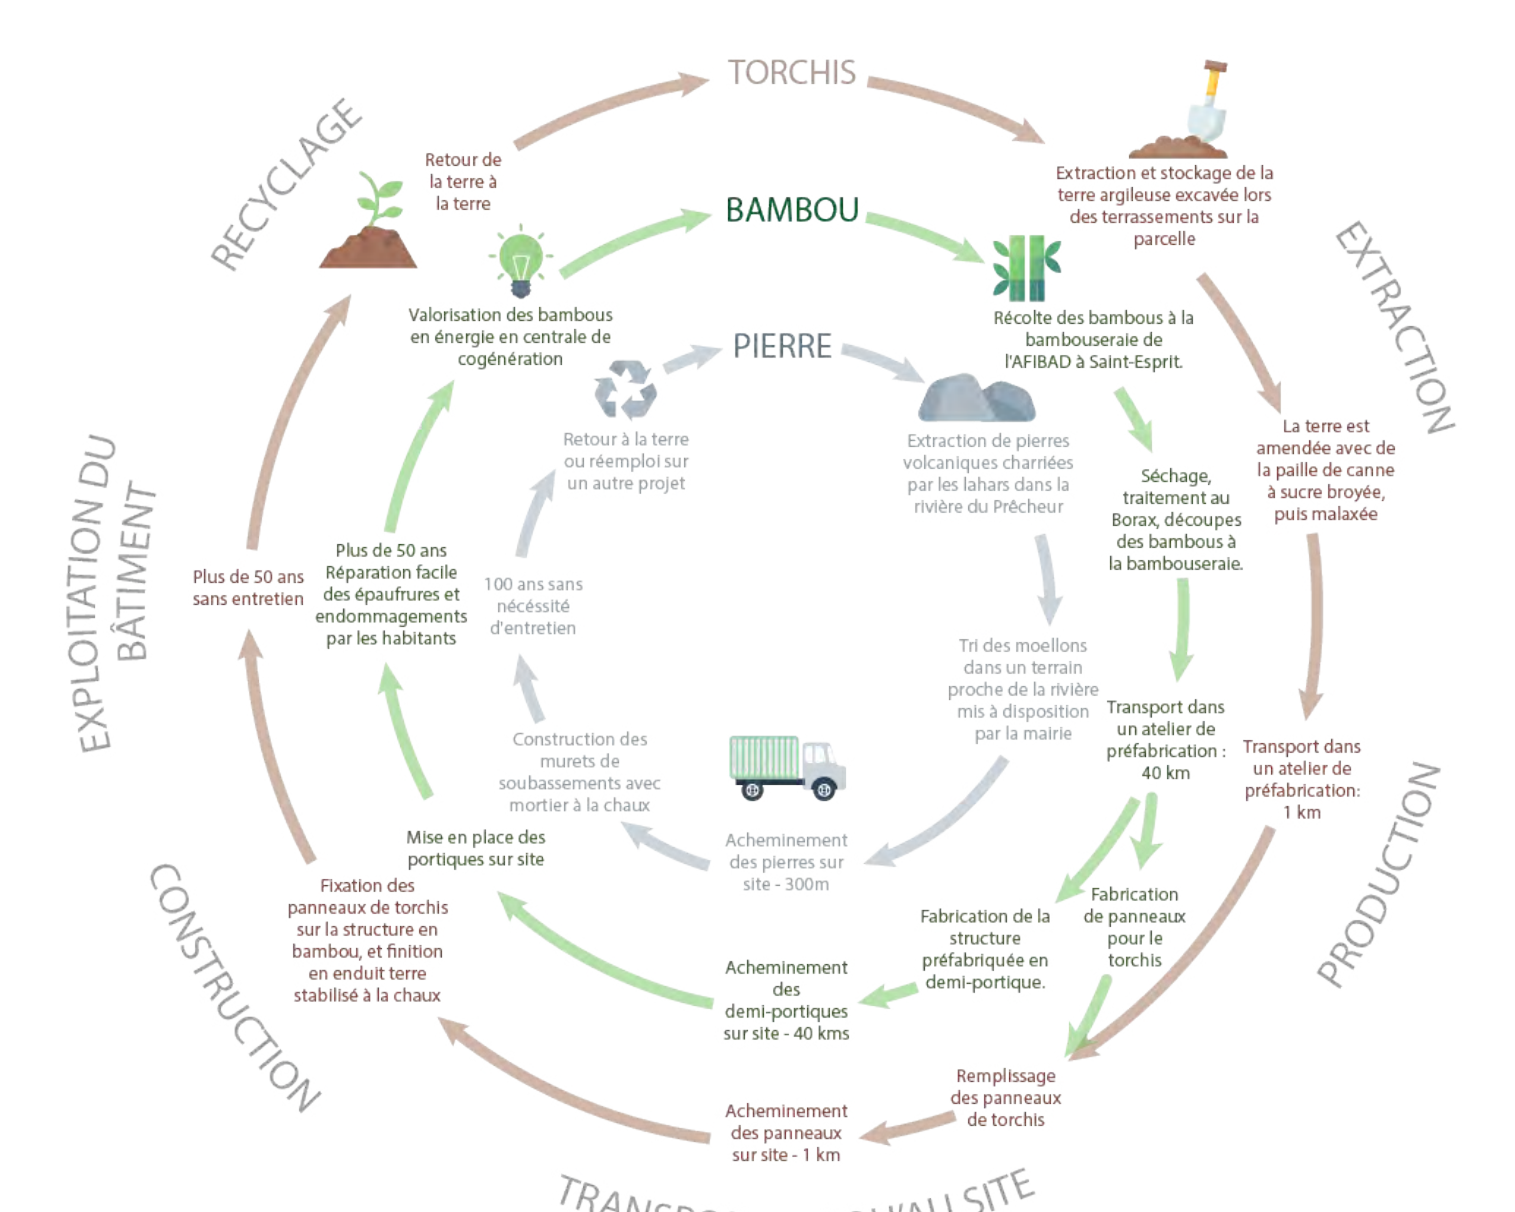 TORCHIS
Extraction et stockage de la
terre argileuse excavée lors
des terrassements sur la
parcelle
La terre est
amendée avec de
la paille de canne
à sucre broyée,
puis malaxée
Transport dans
un atelier de
préfabrication:
1 km
Remplissage
des panneaux
de torchis
Acheminement
des panneaux
sur site - 1 km
Fixation des
panneaux de torchis
sur la structure en
bambou, et finition
en enduit terre
stabilisé à la chaux
Plus de 50 ans
sans entretien
Retour de
la terre à
la terre
BAMBOU
Récolte des bambous à la
bambouseraie de
l'AFIBAD à Saint-Esprit.
Séchage,
traitement au
Borax, découpes
des bambous à
la bambouseraie.
Transport dans
un atelier de
préfabrication :
40 km
Fabrication
de panneaux
pour le
torchis
Fabrication de la
structure
préfabriquée en
demi-portique.
Acheminement
des
demi-portiques
sur site - 40 kms
Mise en place des
portiques sur site
Plus de 50 ans
Réparation facile
des épaufrures et
endommagements
par les habitants
Valorisation des bambous
en énergie en centrale de
cogénération
PIERRE
Extraction de pierres
volcaniques charriées
par les lahars dans la
rivière du Prêcheur
Tri des moellons
dans un terrain
proche de la rivière
mis à disposition
par la mairie
Acheminement
des pierres sur
site - 300m
Construction des
murets de
soubassements avec
mortier à la chaux
100 ans sans
nécéssité
d'entretien
Retour à la terre
ou réemploi sur
un autre projet
EXTRACTION
PRODUCTION
SITE
CONSTRUCTION
EXPLOITATION DU
BÂTIMENT
RECYCLAGE